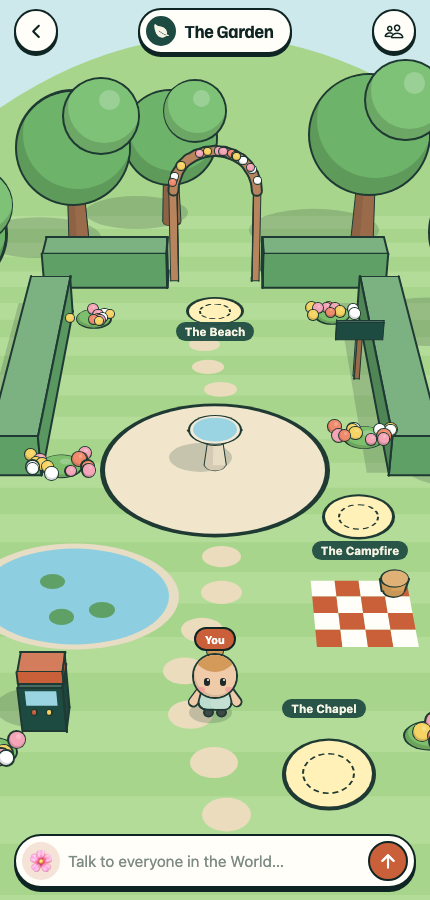 The Garden
The Beach
The Campfire
You
The Chapel
Talk to everyone in the World...